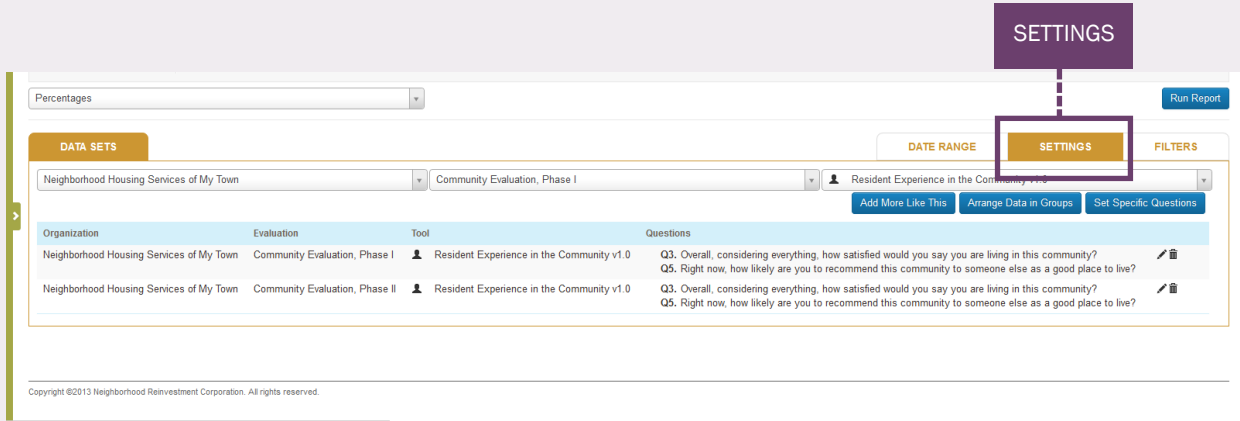 SETTINGS
Percentages
Run Report
DATA SETS
DATE RANGE
SETTINGS
FILTERS
Neighborhood Housing Services of My Town
Community Evaluation, Phase I
Resident Experience in the Community v1.0
Add More Like This
Arrange Data in Groups
Set Specific Questions
Organization Evaluation Tool Questions
Neighborhood Housing Services of My Town Community Evaluation, Phase I Resident Experience in the Community v1.0 Q3. Overall, considering everything, how satisfied would you say you are living in this community?
Q5. Right now, how likely are you to recommend this community to someone else as a good place to live?
Neighborhood Housing Services of My Town Community Evaluation, Phase II Resident Experience in the Community v1.0 Q3. Overall, considering everything, how satisfied would you say you are living in this community?
Q5. Right now, how likely are you to recommend this community to someone else as a good place to live?
Copyright ©2013 Neighborhood Reinvestment Corporation. All rights reserved.